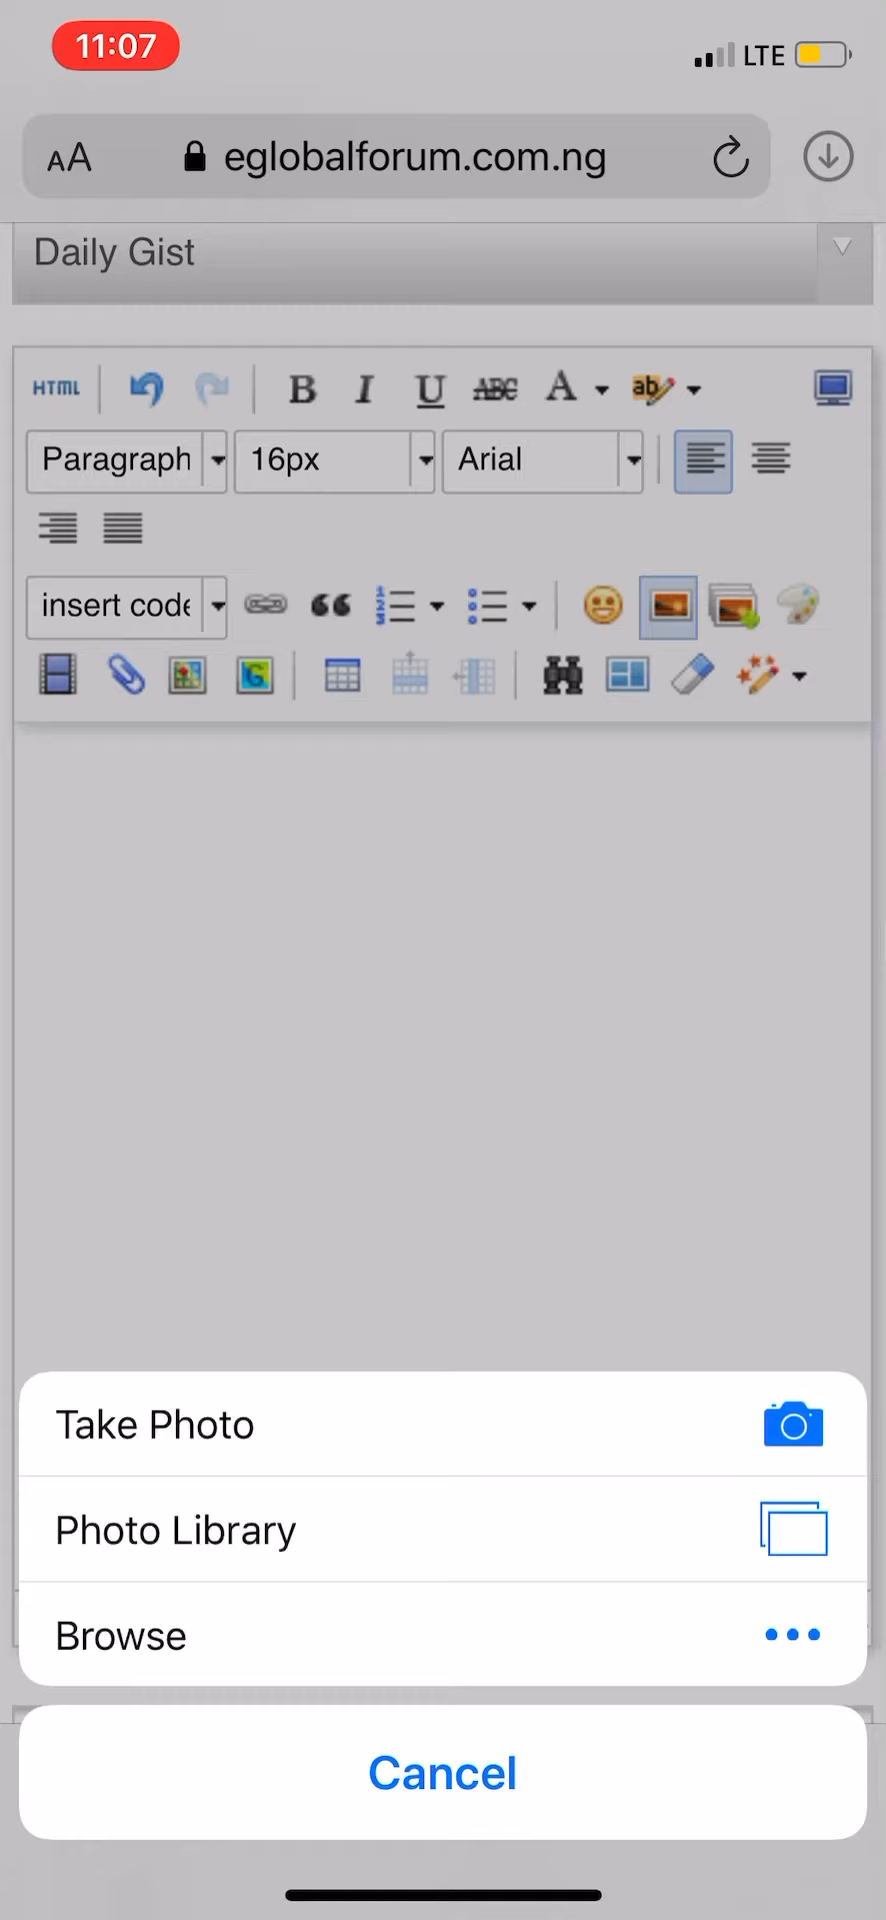 11:07
LTE
AA eglobalforum.com.ng
Daily Gist
HTML B I U ABC A ab
Paragraph 16px Arial
insert code
Take Photo
Photo Library
Browse
Cancel